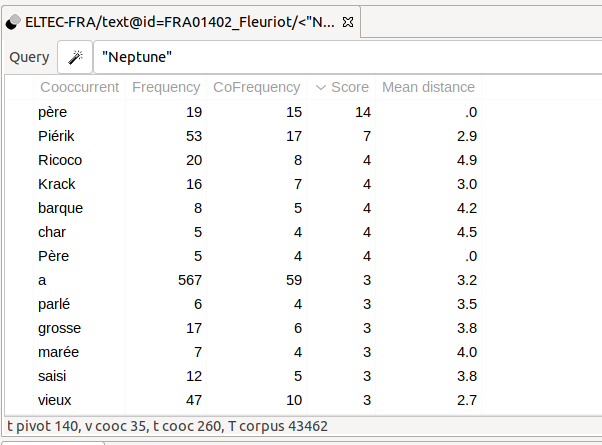 ELTEC-FRA/text@id=FRA01402_Fleuriot/<"N...
Query "Neptune"
Cooccurrent Frequency CoFrequency Score Mean distance
père 19 15 14 .0
Piérik 53 17 7 2.9
Ricoco 20 8 4 4.9
Krack 16 7 4 3.0
barque 8 5 4 4.2
char 5 4 4 4.5
Père 5 4 4 .0
a 567 59 3 3.2
parlé 6 4 3 3.5
grosse 17 6 3 3.8
marée 7 4 3 4.0
saisi 12 5 3 3.8
vieux 47 10 3 2.7
t pivot 140, v cooc 35, t cooc 260, T corpus 43462